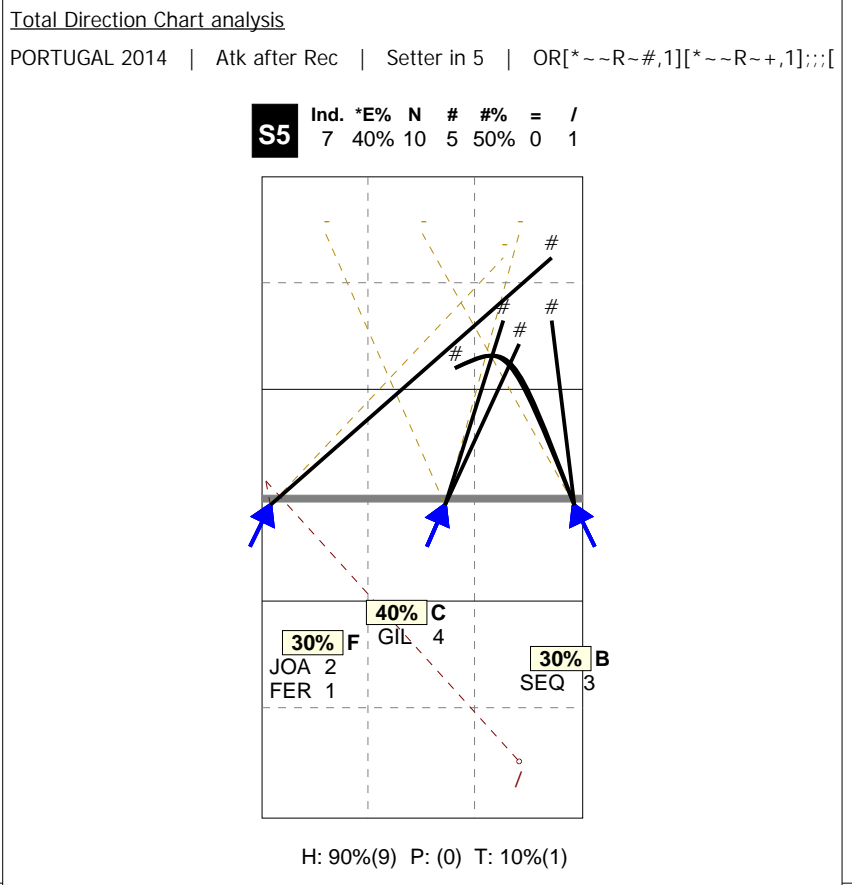 Total Direction Chart analysis
PORTUGAL 2014 | Atk after Rec | Setter in 5 | OR[*~~R~#,1][*~~R~+,1];;;[
Ind. *E% N # #% = /
S5 7 40% 10 5 50% 0 1
- - -
-
#
# #
#
#
40% C
GIL 4
30% F
JOA 2
FER 1
30% B
SEQ 3
/
H: 90%(9) P: (0) T: 10%(1)